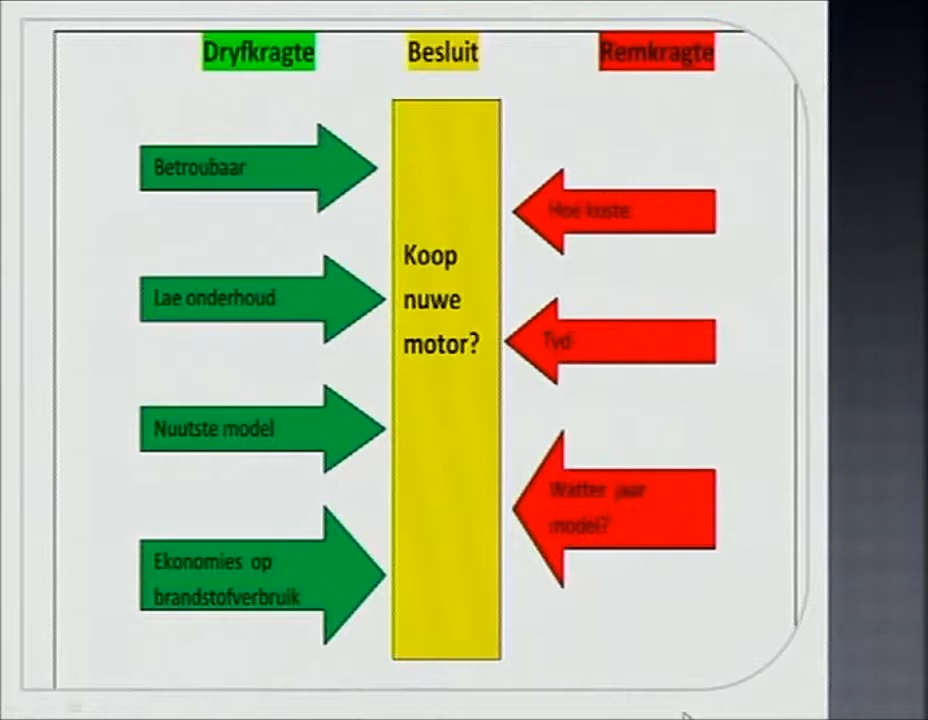 Dryfkragte
Besluit
Remkragte
Betroubaar
Lae onderhoud
Nuutste model
Ekonomies op
brandstofverbruik
Koop
nuwe
motor?
Hoë koste
Tyd
Watter jaar
model?